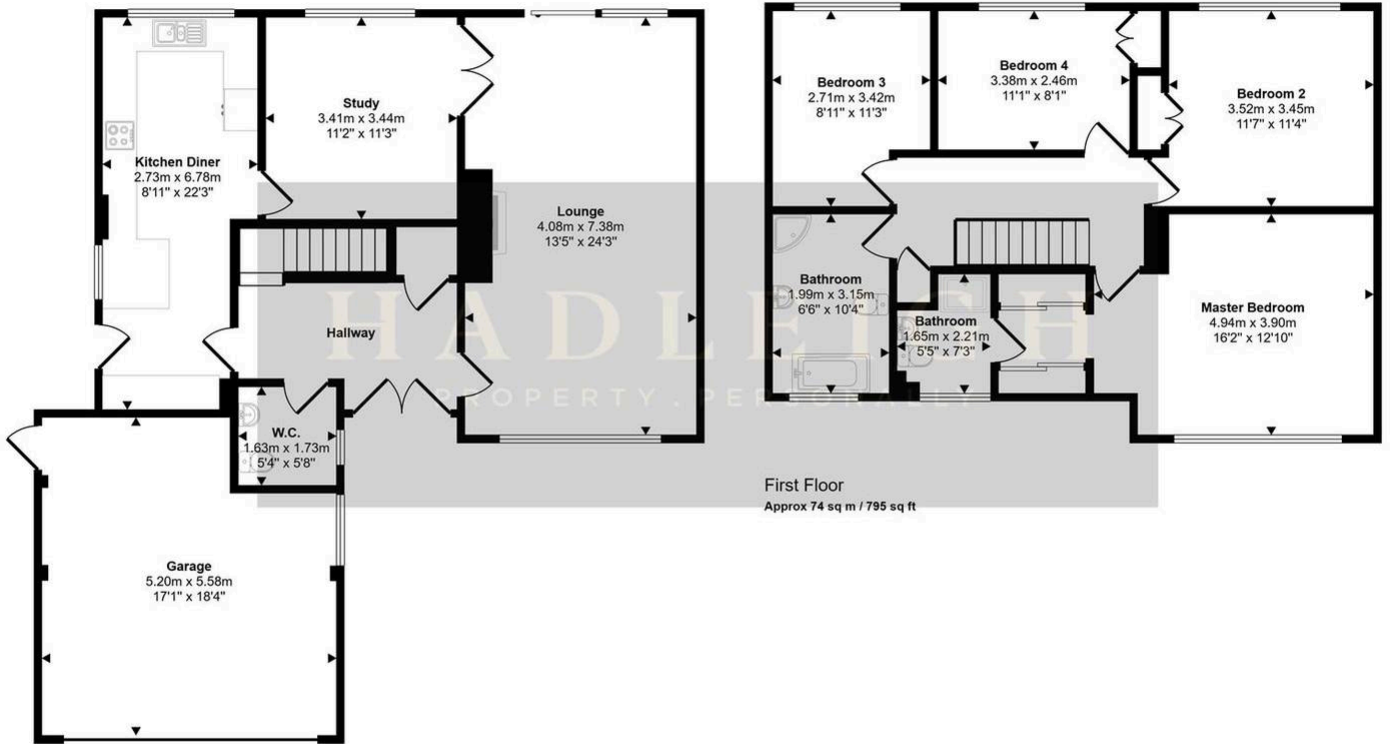 Kitchen Diner
2.73m x 6.78m
8'11" x 22'3"
Study
3.41m x 3.44m
11'2" x 11'3"
Lounge
4.08m x 7.38m
13'5" x 24'3"
Hallway
W.C.
1.63m x 1.73m
5'4" x 5'8"
Garage
5.20m x 5.58m
17'1" x 18'4"
Bedroom 3
2.71m x 3.42m
8'11" x 11'3"
Bedroom 4
3.38m x 2.46m
11'1" x 8'1"
Bedroom 2
3.52m x 3.45m
11'7" x 11'4"
Bathroom
1.99m x 3.15m
6'6" x 10'4"
Bathroom
1.65m x 2.21m
5'5" x 7'3"
Master Bedroom
4.94m x 3.90m
16'2" x 12'10"
HADLEIGH
PROPERTY. PERSONALLY
First Floor
Approx 74 sq m / 795 sq ft